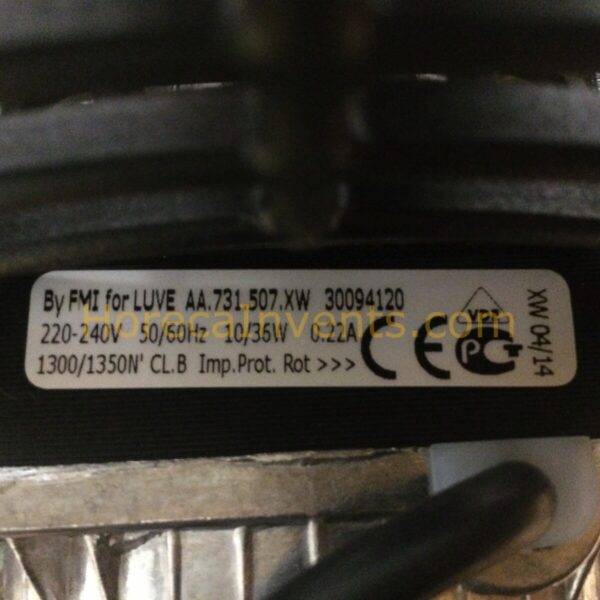 By FMI for LUVE AA.731.507.XW 30094120
220-240V 50/60Hz 10/36W 0.22A
1300/1350N' CL.B Imp.Prot. Rot >>>
CE
XW 04/14
HorecaInvents.com